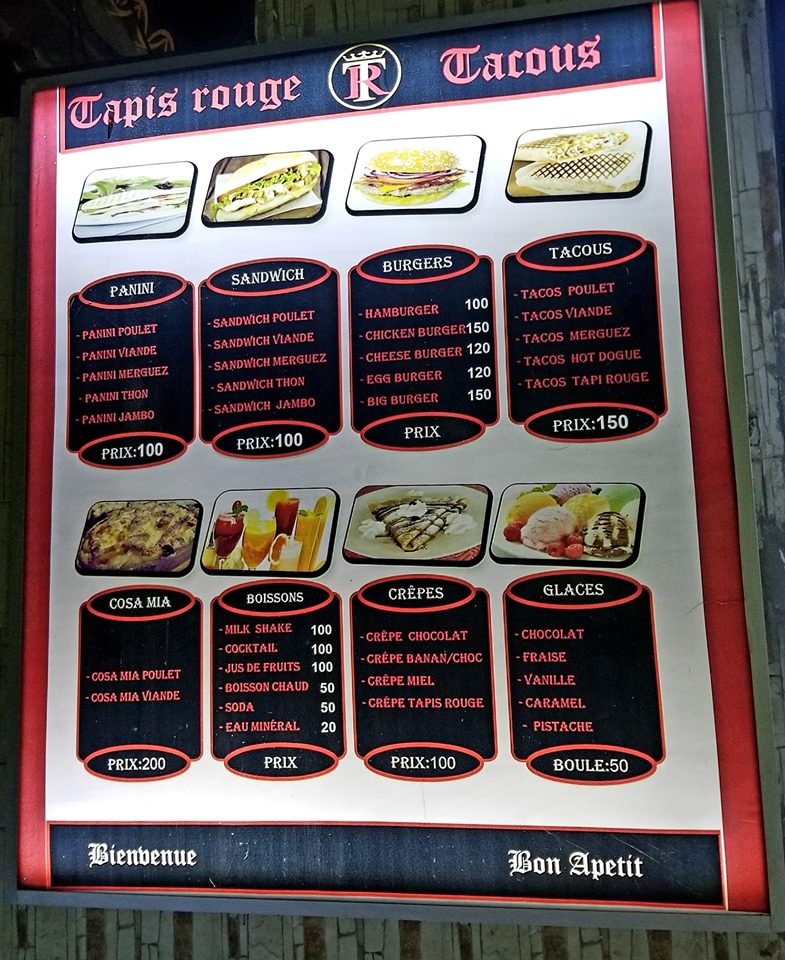 Tapis rouge TR Tacous
PANINI
- PANINI POULET
- PANINI VIANDE
- PANINI MERGUEZ
- PANINI THON
- PANINI JAMBO
PRIX:100
SANDWICH
- SANDWICH POULET
- SANDWICH VIANDE
- SANDWICH MERGUEZ
- SANDWICH THON
- SANDWICH JAMBO
PRIX:100
BURGERS
- HAMBURGER 100
- CHICKEN BURGER 150
- CHEESE BURGER 120
- EGG BURGER 120
- BIG BURGER 150
PRIX
TACOUS
- TACOS POULET
- TACOS VIANDE
- TACOS MERGUEZ
- TACOS HOT DOGUE
- TACOS TAPI ROUGE
PRIX:150
COSA MIA
- COSA MIA POULET
- COSA MIA VIANDE
PRIX:200
BOISSONS
- MILK SHAKE 100
- COCKTAIL 100
- JUS DE FRUITS 100
- BOISSON CHAUD 50
- SODA 50
- EAU MINÉRAL 20
PRIX
CRÊPES
- CRÊPE CHOCOLAT
- CRÊPE BANAN/CHOC
- CRÊPE MIEL
- CRÊPE TAPIS ROUGE
PRIX:100
GLACES
- CHOCOLAT
- FRAISE
- VANILLE
- CARAMEL
- PISTACHE
BOULE:50
Bienvenue
Bon Apetit